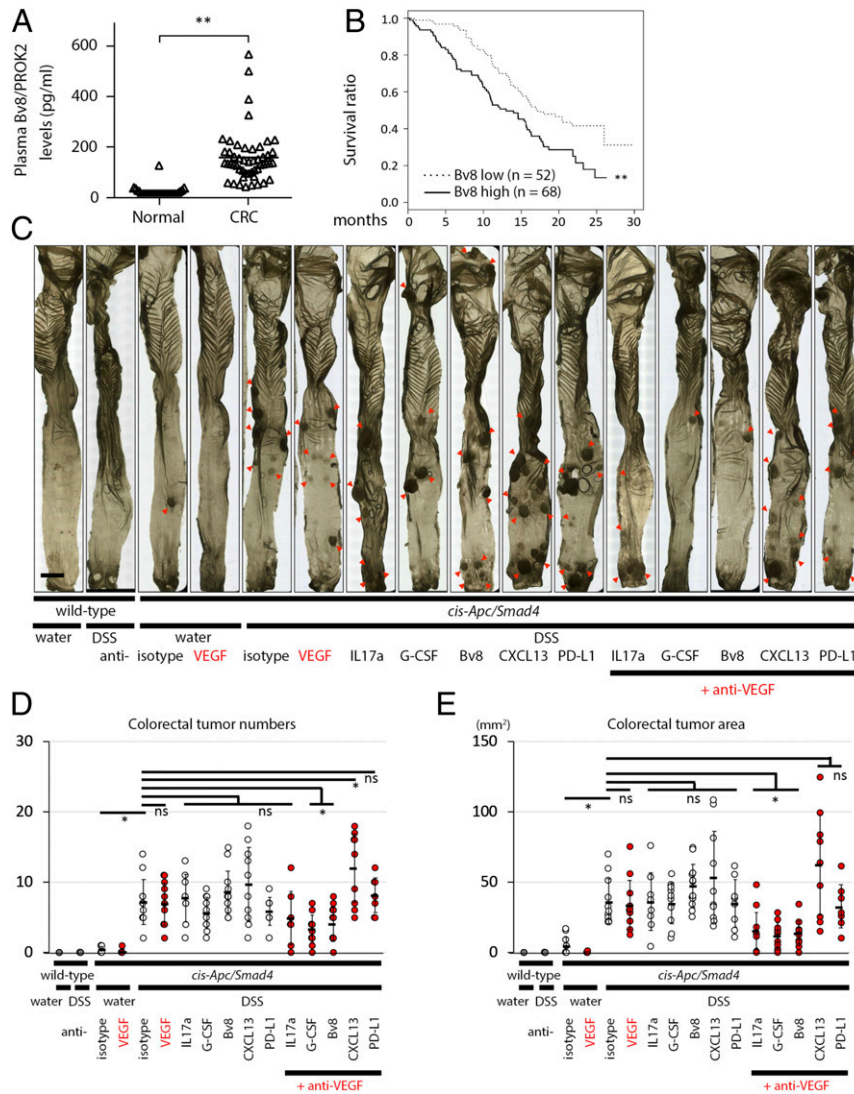 A
**
Plasma Bv8/PROK2
levels (pg/ml)
600
400
200
0
Normal CRC
B
Survival ratio
1.0
0.8
0.6
0.4
0.2
0.0
Bv8 low (n = 52)
Bv8 high (n = 68)
**
months
0 5 10 15 20 25 30
C
wild-type cis-Apc/Smad4
water DSS water DSS
anti- isotype VEGF isotype VEGF IL17a G-CSF Bv8 CXCL13 PD-L1 IL17a G-CSF Bv8 CXCL13 PD-L1
+ anti-VEGF
D
Colorectal tumor numbers
30
20
10
0
* ns ns * * ns
wild-type cis-Apc/Smad4
water DSS water DSS
anti- isotype VEGF isotype VEGF IL17a G-CSF Bv8 CXCL13 PD-L1 IL17a G-CSF Bv8 CXCL13 PD-L1
+ anti-VEGF
E
(mm²) Colorectal tumor area
150
100
50
0
* ns ns * ns
wild-type cis-Apc/Smad4
water DSS water DSS
anti- isotype VEGF isotype VEGF IL17a G-CSF Bv8 CXCL13 PD-L1 IL17a G-CSF Bv8 CXCL13 PD-L1
+ anti-VEGF